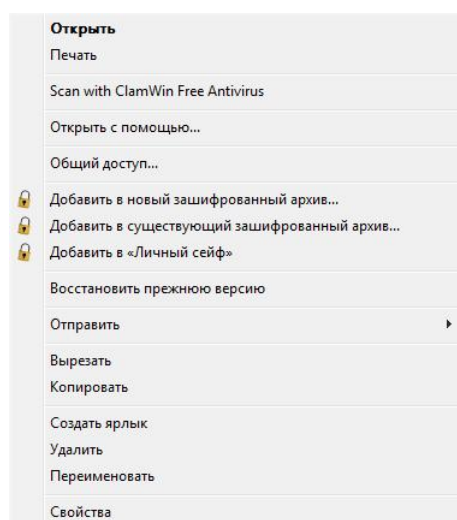 Открыть
Печать
Scan with ClamWin Free Antivirus
Открыть с помощью...
Общий доступ...
Добавить в новый зашифрованный архив...
Добавить в существующий зашифрованный архив...
Добавить в «Личный сейф»
Восстановить прежнюю версию
Отправить
Вырезать
Копировать
Создать ярлык
Удалить
Переименовать
Свойства